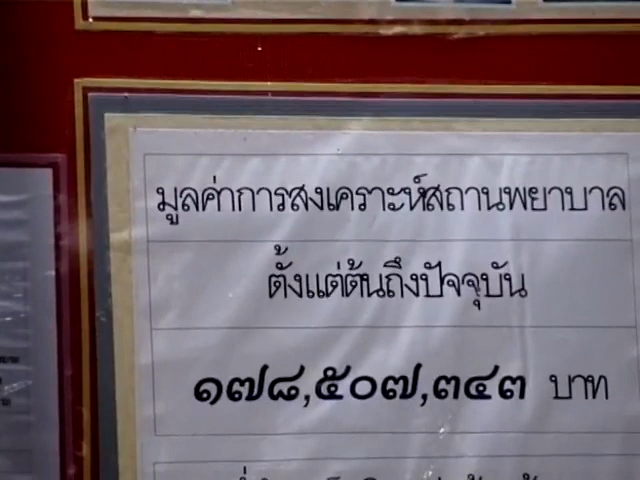 มูลค่าการสงเคราะห์สถานพยาบาล
ตั้งแต่ต้นถึงปัจจุบัน
๑๗๘,๕๐๗,๓๔๓ บาท